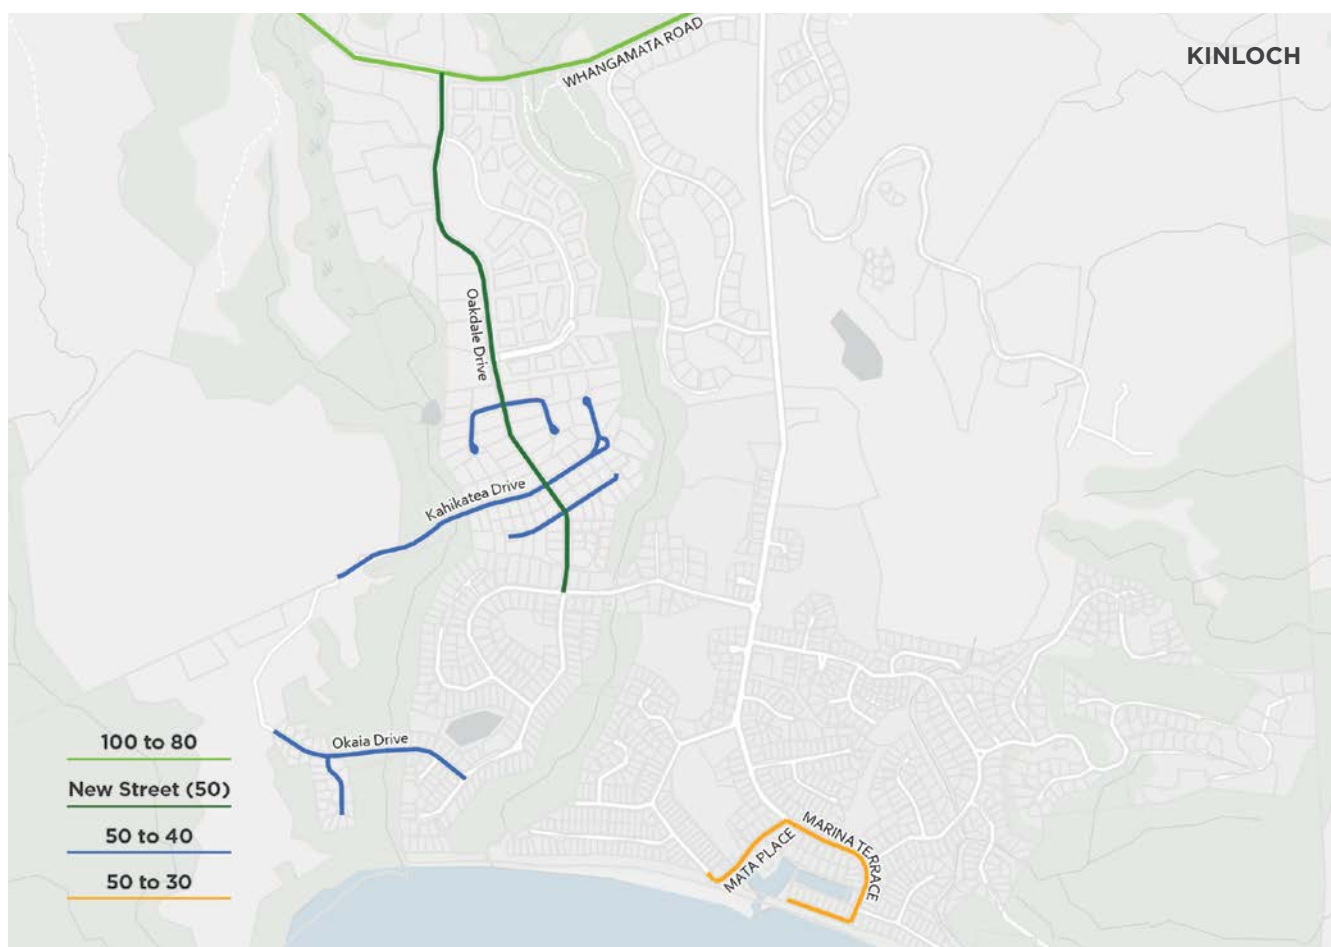 KINLOCH
WHANGAMATA ROAD
Oakdale Drive
Kahikatea Drive
Okaia Drive
100 to 80
New Street (50)
50 to 40
50 to 30
MATA PLACE
MARINA TERRACE